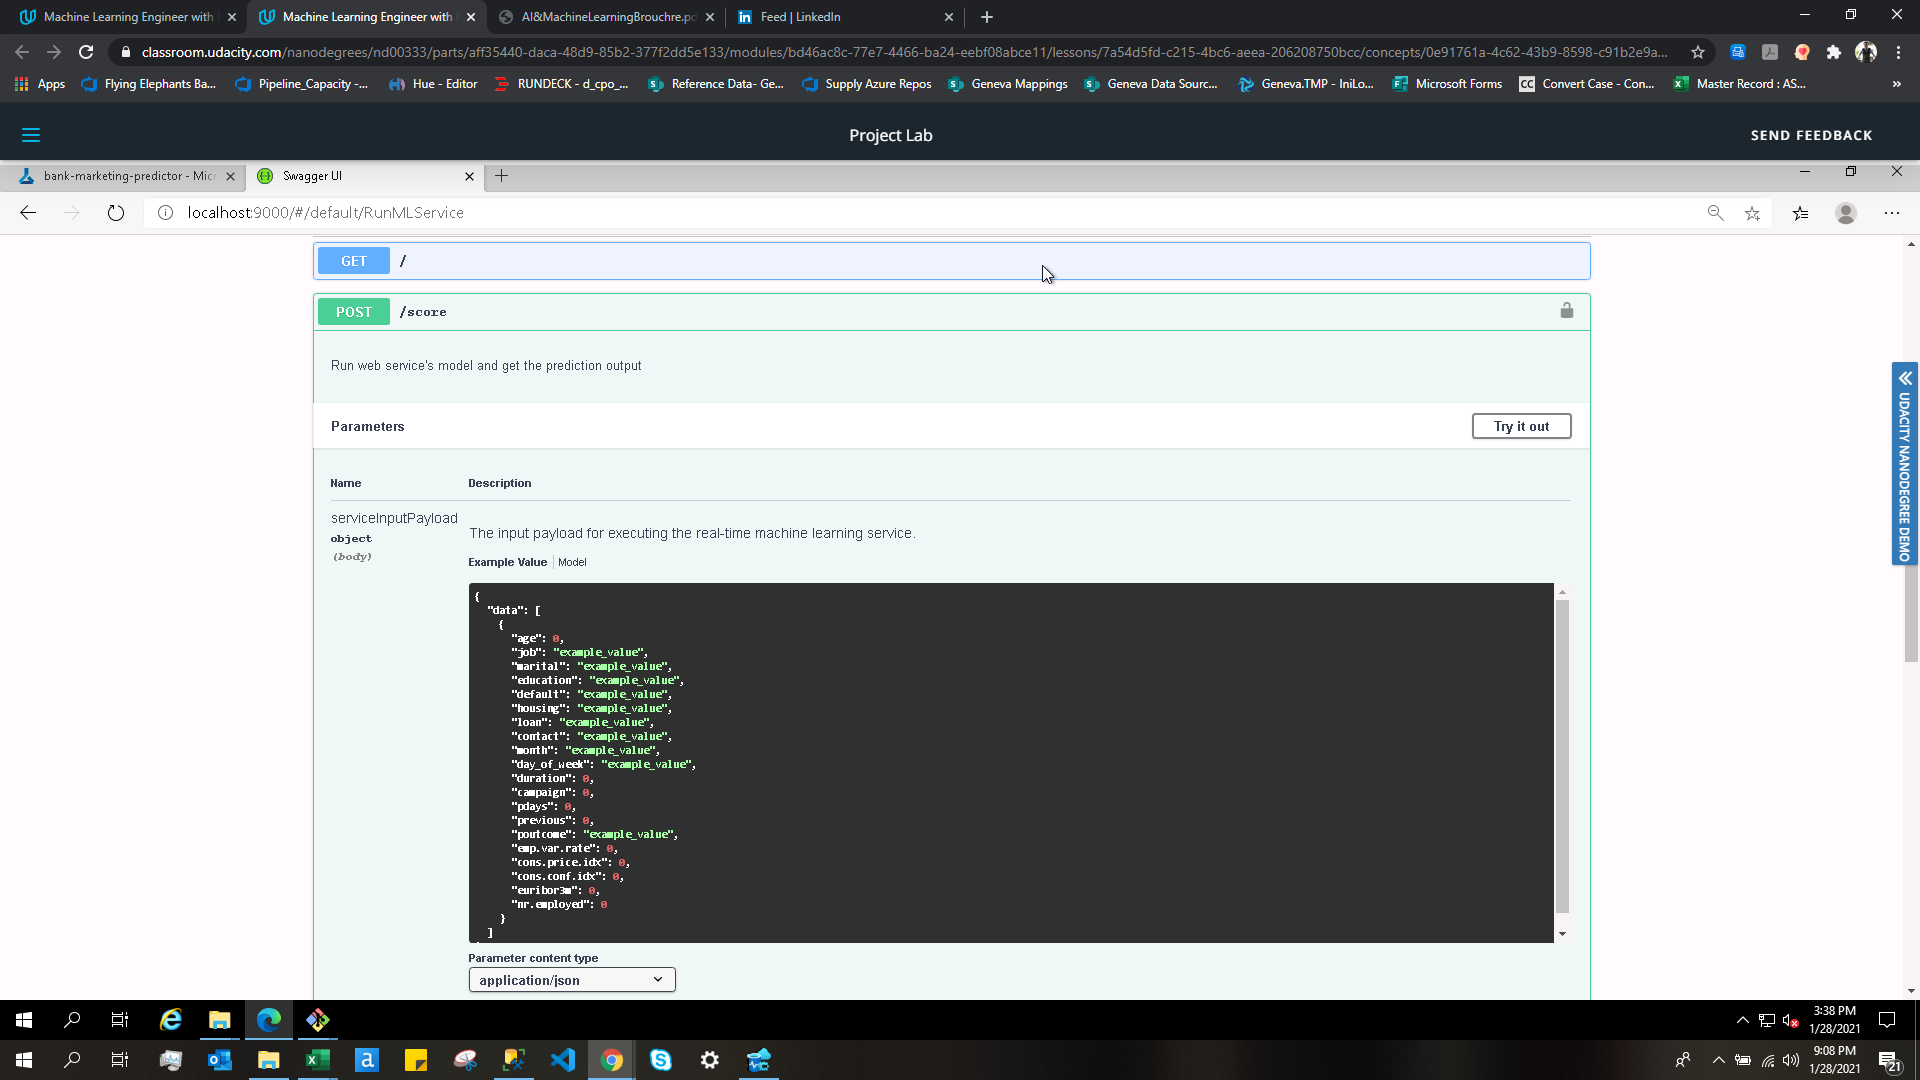 Machine Learning Engineer with
Machine Learning Engineer with
AI&MachineLearningBrouchre.pd
Feed | LinkedIn
classroom.udacity.com/nanodegrees/nd00333/parts/aff35440-daca-48d9-85b2-377f2dd5e133/modules/bd46ac8c-77e7-4466-ba24-eebf08abce11/lessons/7a54d5fd-c215-4bc6-aeea-206208750bcc/concepts/0e91761a-4c62-43b9-8598-c91b2e9a...
Apps
Flying Elephants Ba...
Pipeline_Capacity -...
Hue - Editor
RUNDECK - d_cpo_...
Reference Data- Ge...
Supply Azure Repos
Geneva Mappings
Geneva Data Sourc...
Geneva.TMP - IniLo...
Microsoft Forms
CC Convert Case - Con...
Master Record : AS...
»
Project Lab
SEND FEEDBACK
bank-marketing-predictor - Mic
Swagger UI
localhost:9000/#/default/RunMLService
GET /
POST /score
Run web service's model and get the prediction output
Parameters
Try it out
Name Description
serviceInputPayload
object
(body)
The input payload for executing the real-time machine learning service.
Example Value | Model
{
"data": [
{
"age": 0,
"job": "example_value",
"marital": "example_value",
"education": "example_value",
"default": "example_value",
"housing": "example_value",
"loan": "example_value",
"contact": "example_value",
"month": "example_value",
"day_of_week": "example_value",
"duration": 0,
"campaign": 0,
"pdays": 0,
"previous": 0,
"poutcome": "example_value",
"emp.var.rate": 0,
"cons.price.idx": 0,
"cons.conf.idx": 0,
"euribor3m": 0,
"nr.employed": 0
}
]
Parameter content type
application/json
UDACITY NANODEGREE DEMO
3:38 PM
1/28/2021
9:08 PM
1/28/2021
21